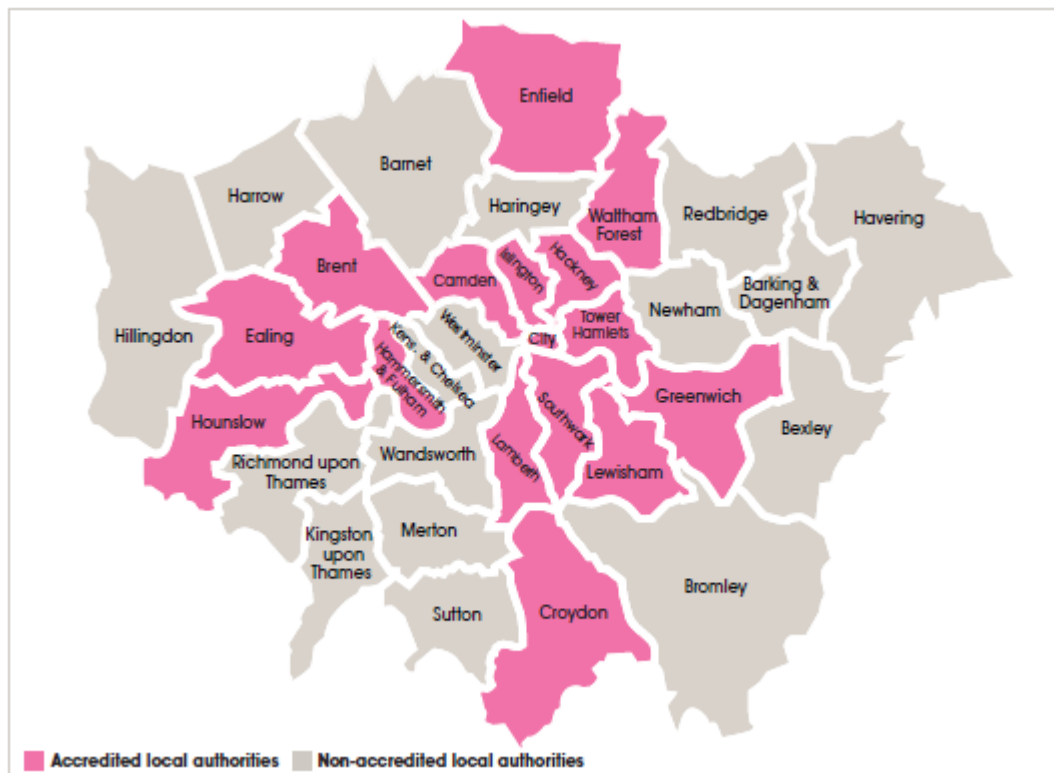 Enfield
Barnet
Harrow
Haringey
Waltham
Forest
Redbridge
Havering
Brent
Camden
Islington
Hackney
Barking &
Dagenham
Newham
Hillingdon
Ealing
Kens. & Chelsea
Westminster
City
Tower
Hamlets
Hammersmith
& Fulham
Hounslow
Greenwich
Bexley
Southwark
Lamberth
Wandsworth
Richmond upon
Thames
Lewisham
Kingston
upon
Thames
Merton
Bromley
Sutton
Croydon
Accredited local authorities
Non-accredited local authorities